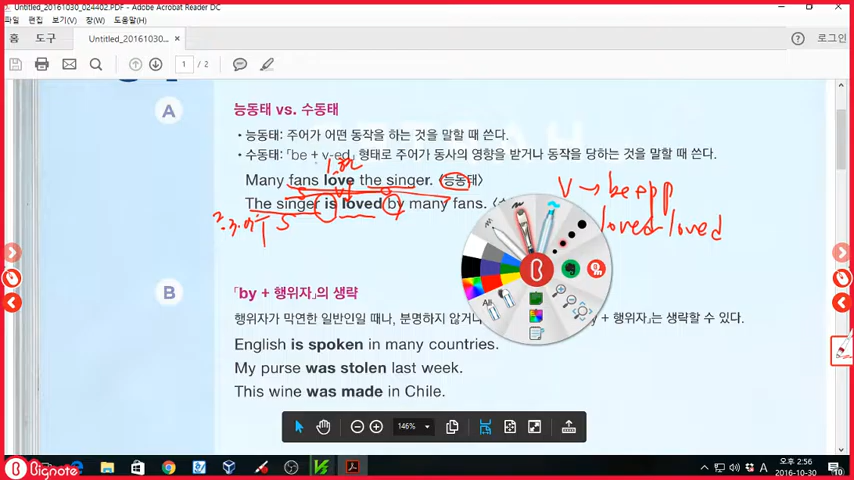 Untitled_20161030_024402.PDF - Adobe Acrobat Reader DC
파일 편집 보기(V) 창(W) 도움말(H)
홈 도구 Untitled_20161030... × ? 로그인
1 / 2
A
능동태 vs. 수동태
• 능동태: 주어가 어떤 동작을 하는 것을 말할 때 쓴다.
• 수동태: 「be + v-ed」 형태로 주어가 동사의 영향을 받거나 동작을 당하는 것을 말할 때 쓴다.
Many fans love the singer. 〈능동태〉
V → be + pp
The singer is loved by many fans.
loved - loved
S
B
「by + 행위자」의 생략
행위자가 막연한 일반인일 때나, 분명하지 않거나 + 행위자」는 생략할 수 있다.
English is spoken in many countries.
My purse was stolen last week.
This wine was made in Chile.
All
146%
Bignote
A 오후 2:56
2016-10-30